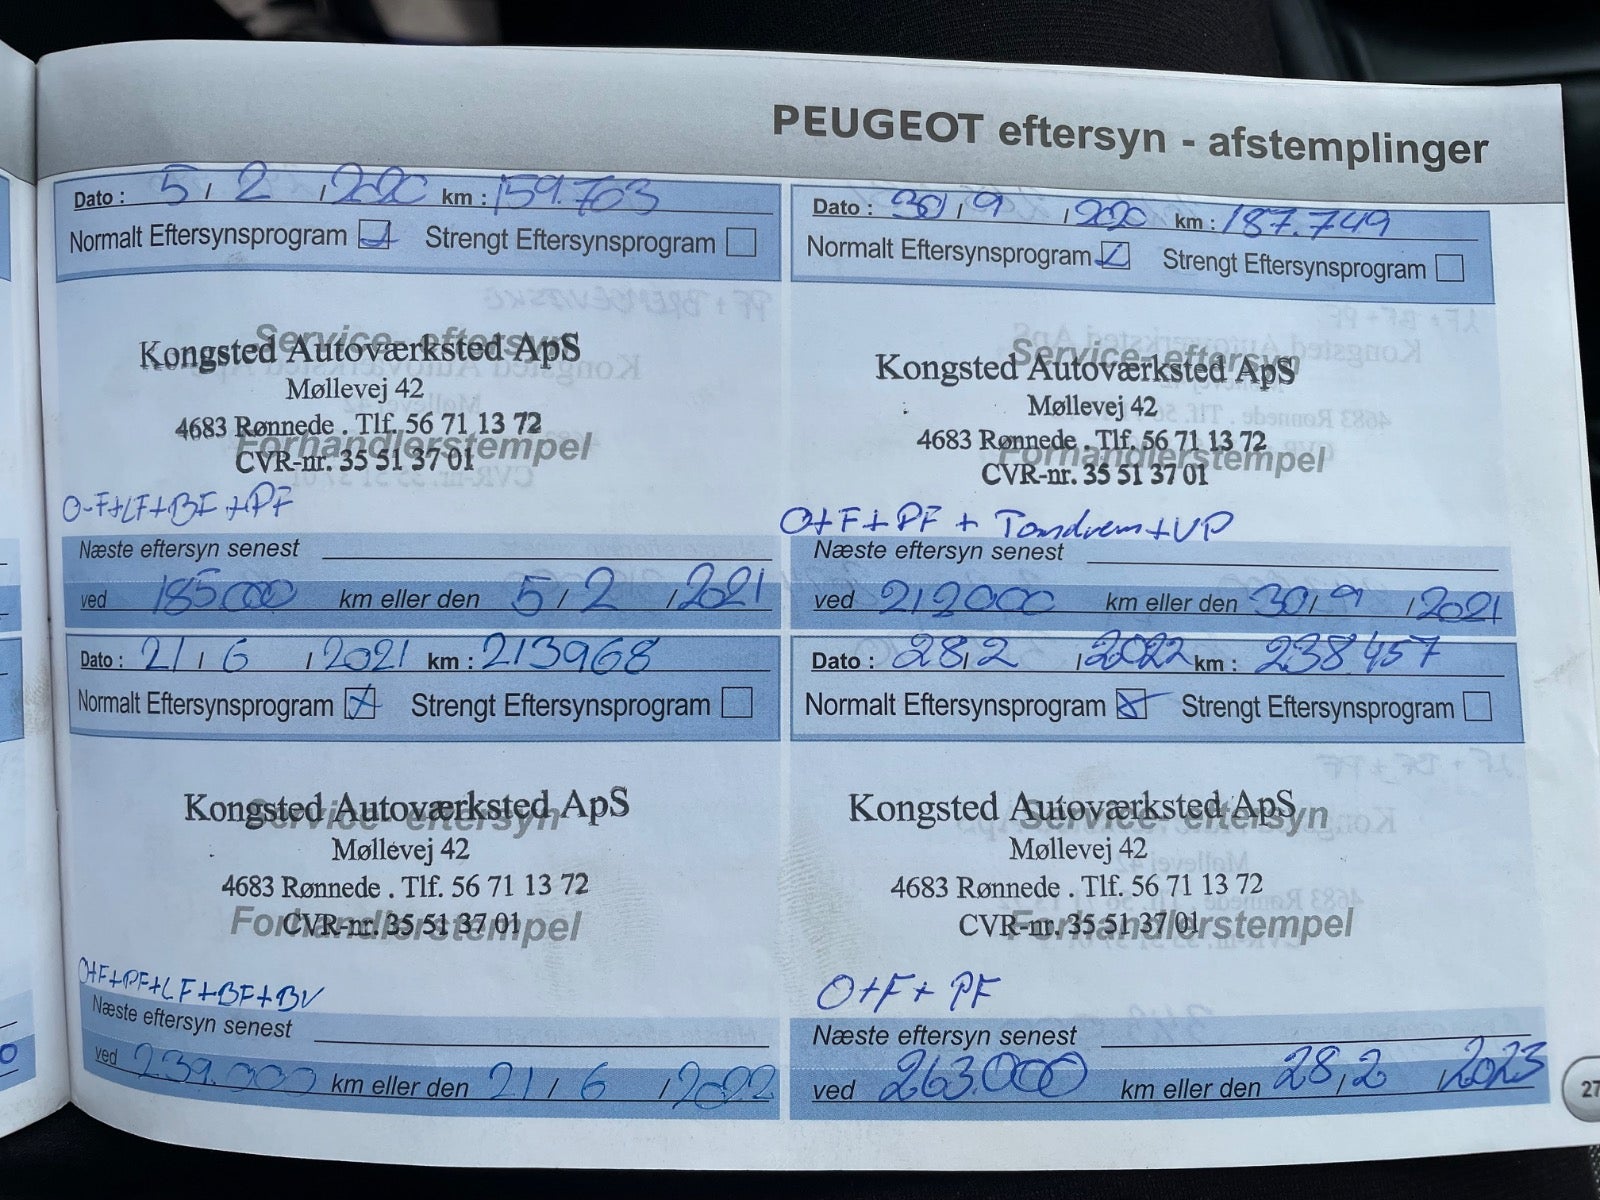 PEUGEOT eftersyn - afstemplinger
Dato : 5 / 2 / 2020 km : 159.703
Normalt Eftersynsprogram Strengt Eftersynsprogram
Service- eftersyn
Kongsted Autoværksted ApS
Møllevej 42
4683 Rønnede . Tlf. 56 71 13 72
Forhandlerstempel
CVR-nr. 35 51 37 01
O-F+LF+BF+PF
Næste eftersyn senest
ved 185000 km eller den 5 / 2 / 2021
Dato : 30 / 9 / 2020 km : 187.749
Normalt Eftersynsprogram Strengt Eftersynsprogram
Service- eftersyn
Kongsted Autoværksted ApS
Møllevej 42
4683 Rønnede . Tlf. 56 71 13 72
Forhandlerstempel
CVR-nr. 35 51 37 01
O+F+PF + Tandrem+VP
Næste eftersyn senest
ved 212000 km eller den 30 / 9 / 2021
Dato : 21 / 6 / 2021 km : 213968
Normalt Eftersynsprogram Strengt Eftersynsprogram
Service- eftersyn
Kongsted Autoværksted ApS
Møllevej 42
4683 Rønnede . Tlf. 56 71 13 72
Forhandlerstempel
CVR-nr. 35 51 37 01
O+F+PF+LF+BF+BV
Næste eftersyn senest
ved 239.000 km eller den 21 / 6 / 2022
Dato : 28 / 2 / 2022 km : 238.457
Normalt Eftersynsprogram Strengt Eftersynsprogram
Service- eftersyn
Kongsted Autoværksted ApS
Møllevej 42
4683 Rønnede . Tlf. 56 71 13 72
Forhandlerstempel
CVR-nr. 35 51 37 01
O+F+PF
Næste eftersyn senest
ved 263.000 km eller den 28 / 2 / 2023
27